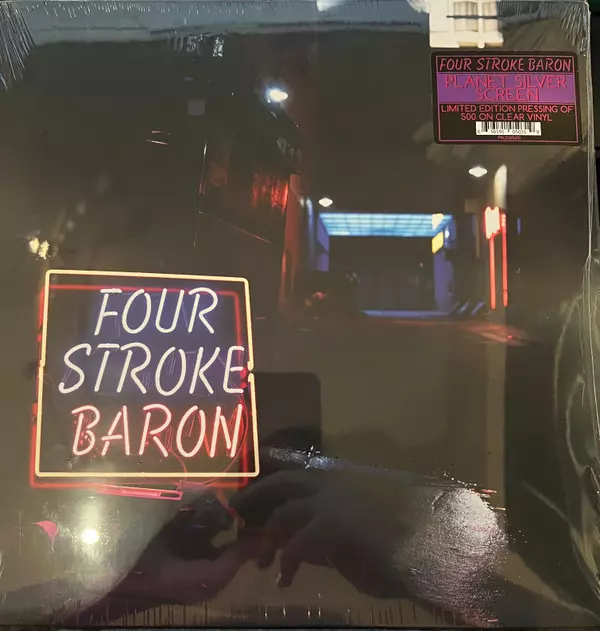 FOUR STROKE BARON
PLANET SILVER
SCREEN
LIMITED EDITION PRESSING OF
500 ON CLEAR VINYL
FOUR
STROKE
BARON